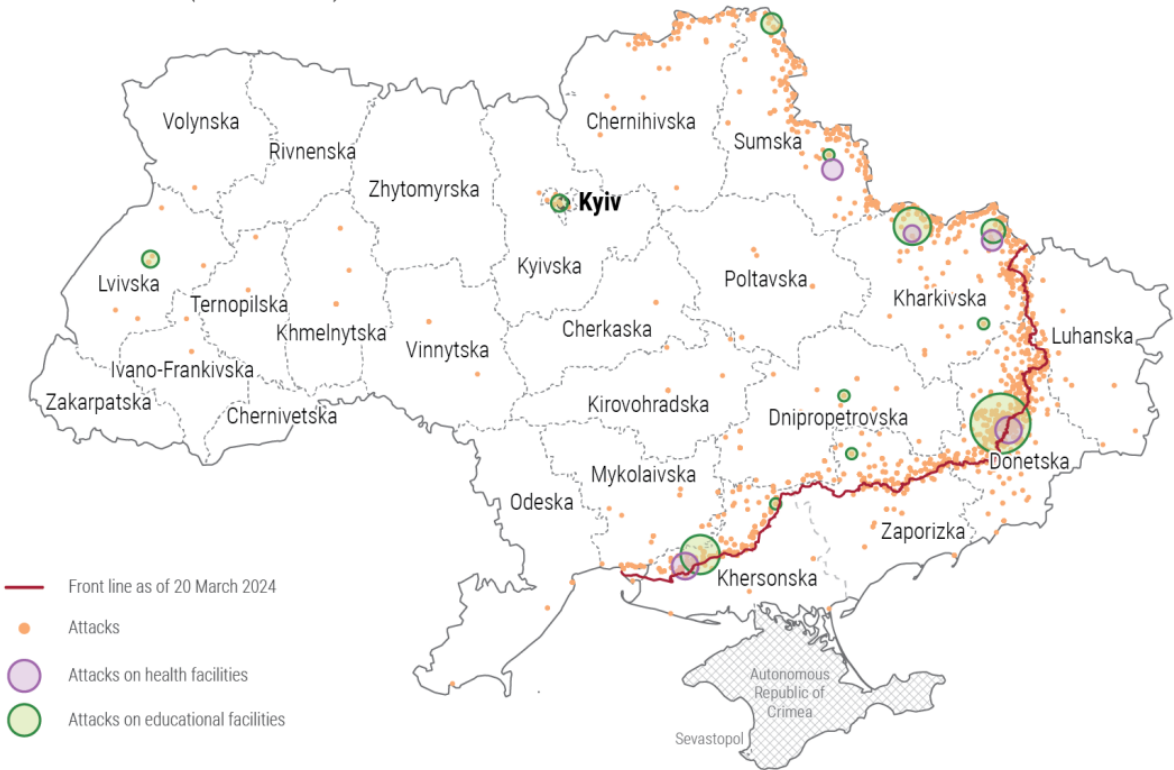 Volynska
Rivnenska
Zhytomyrska
Chernihivska
Sumska
Kyiv
Kyivska
Lvivska
Ternopilska
Khmelnytska
Vinnytska
Cherkaska
Poltavska
Kharkivska
Luhanska
Ivano-Frankivska
Zakarpatska
Chernivetska
Kirovohradska
Dnipropetrovska
Donetska
Mykolaivska
Odeska
Zaporizka
Khersonska
Front line as of 20 March 2024
Attacks
Attacks on health facilities
Attacks on educational facilities
Autonomous
Republic of
Crimea
Sevastopol